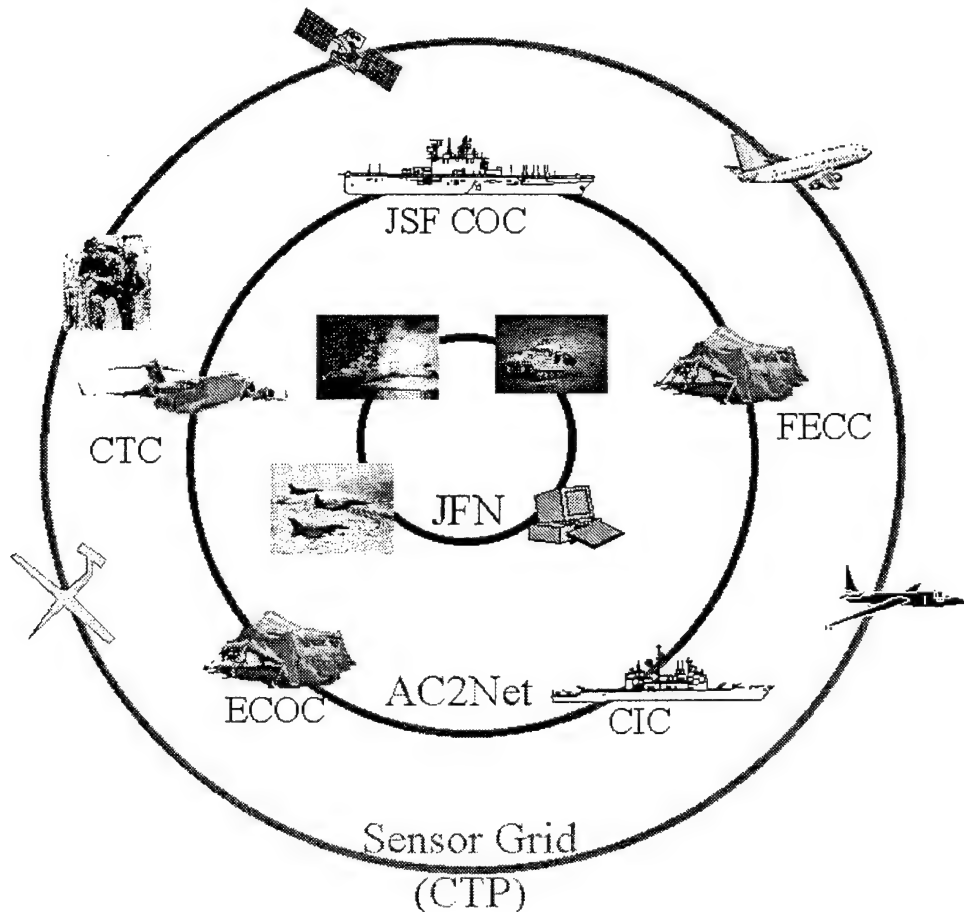 JSF COC
CTC
FECC
JFN
ECOC
AC2Net
CIC
Sensor Grid
(CTP)